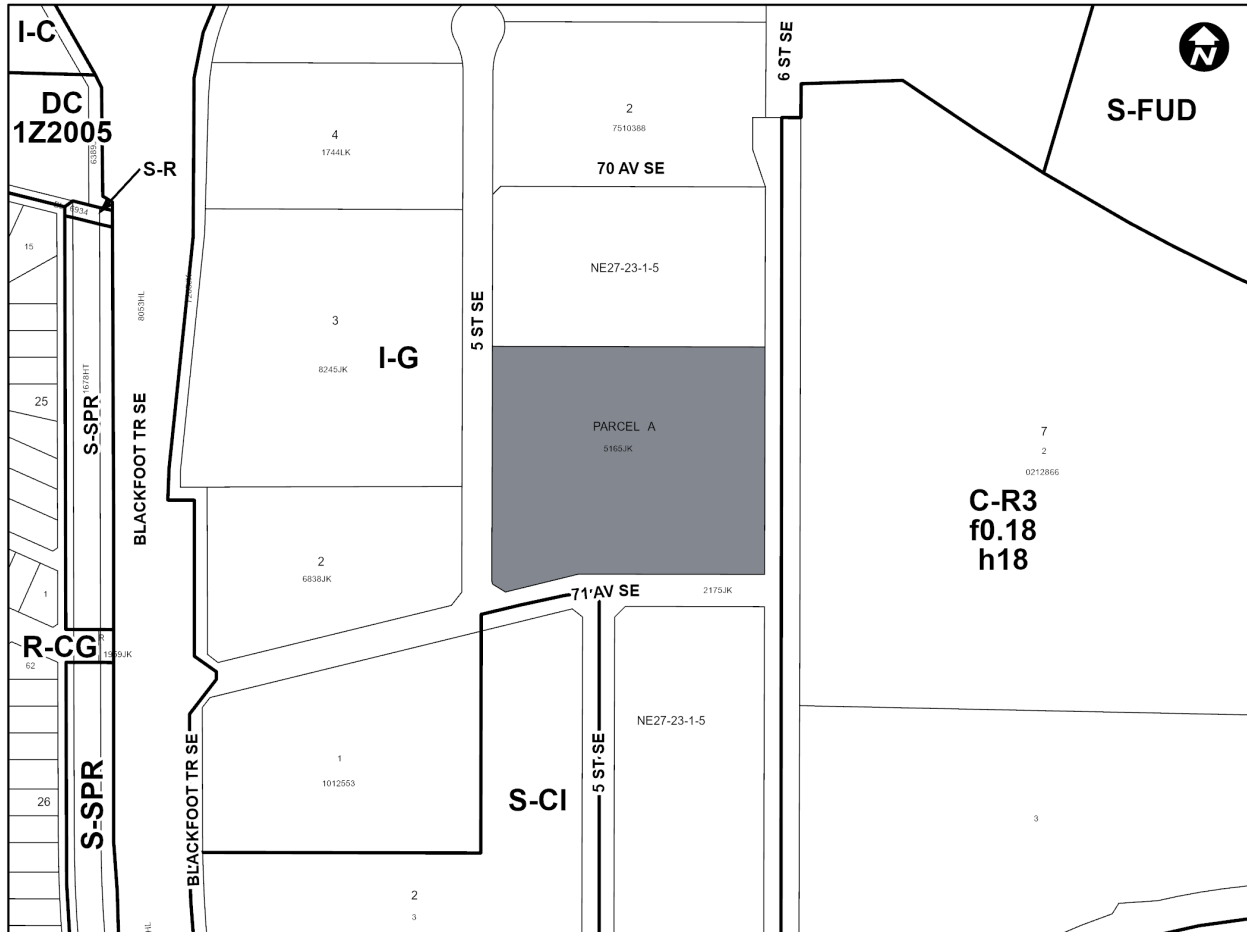 I-C
6 ST SE
N
DC
1Z2005
S-FUD
2
7510388
4
1744LK
S-R
70 AV SE
15
NE27-23-1-5
8053HL
3
5 ST SE
I-G
8245JK
1678HT
25
S-SPR
BLACKFOOT TR SE
PARCEL A
5165JK
7
2
0212866
C-R3
f0.18
h18
2
6838JK
1
71 AV SE
2175JK
R-CG
R
1959JK
62
NE27-23-1-5
1
1012553
5 ST SE
BLACKFOOT TR SE
S-SPR
26
S-CI
3
2
3
HL